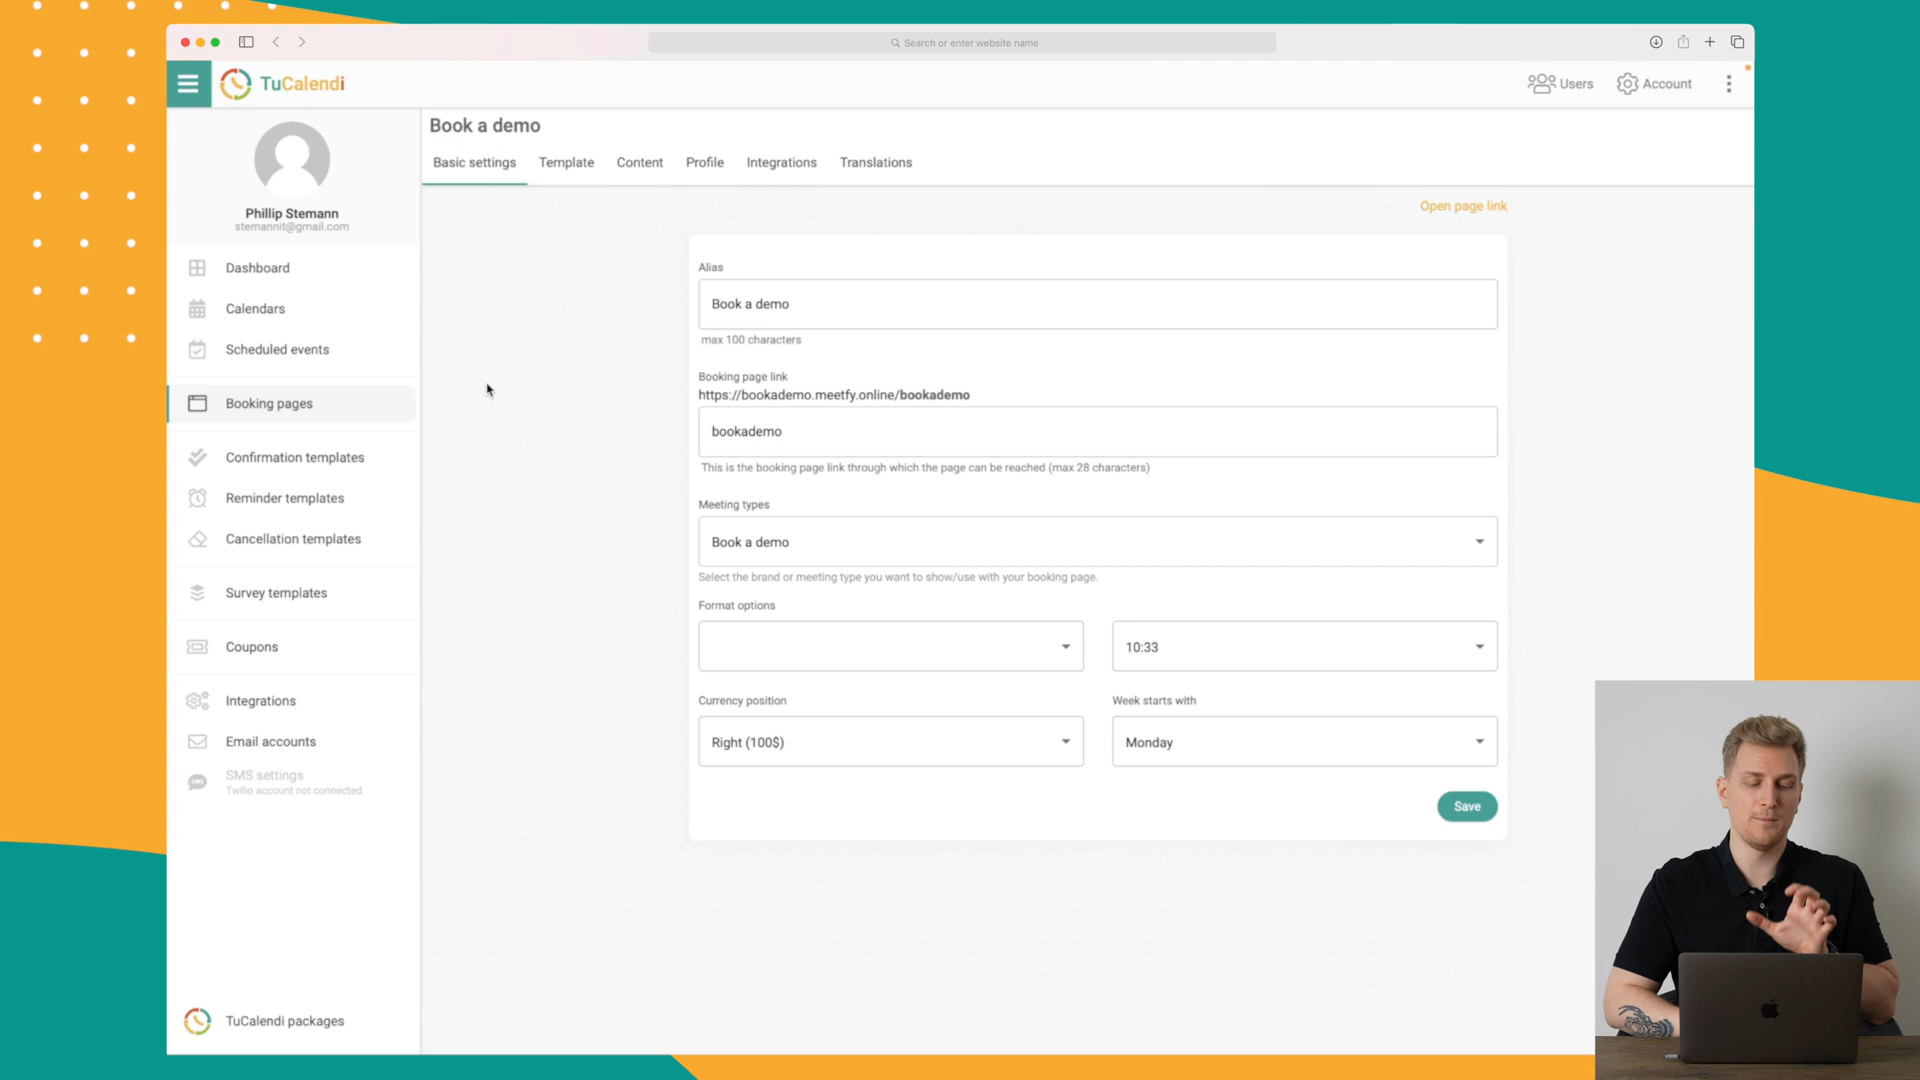 Search or enter website name
TuCalendi
Users
Account
Phillip Stemann
stemannit@gmail.com
Dashboard
Calendars
Scheduled events
Booking pages
Confirmation templates
Reminder templates
Cancellation templates
Survey templates
Coupons
Integrations
Email accounts
SMS settings
Twilio account not connected
TuCalendi packages
Book a demo
Basic settings
Template
Content
Profile
Integrations
Translations
Open page link
Alias
Book a demo
max 100 characters
Booking page link
https://bookademo.meetfy.online/bookademo
bookademo
This is the booking page link through which the page can be reached (max 28 characters)
Meeting types
Book a demo
Select the brand or meeting type you want to show/use with your booking page.
Format options
10:33
Currency position
Week starts with
Right (100$)
Monday
Save